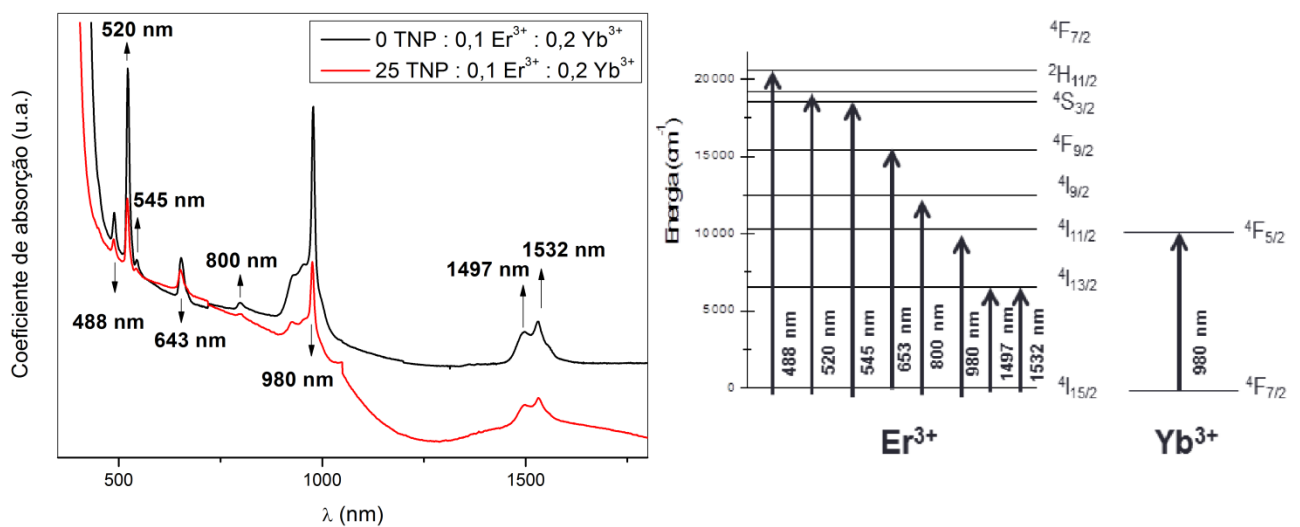 520 nm
0 TNP : 0,1 Er³⁺ : 0,2 Yb³⁺
25 TNP : 0,1 Er³⁺ : 0,2 Yb³⁺
545 nm
800 nm
1497 nm
1532 nm
488 nm
643 nm
980 nm
Coeficiente de absorção (u.a.)
500
1000
1500
λ (nm)
Energia (cm⁻¹)
20000
15000
10000
5000
0
⁴F₇/₂
²H₁₁/₂
⁴S₃/₂
⁴F₉/₂
⁴I₉/₂
⁴I₁₁/₂
⁴I₁₃/₂
⁴I₁₅/₂
488 nm
520 nm
545 nm
653 nm
800 nm
980 nm
1497 nm
1532 nm
Er³⁺
⁴F₅/₂
980 nm
⁴F₇/₂
Yb³⁺